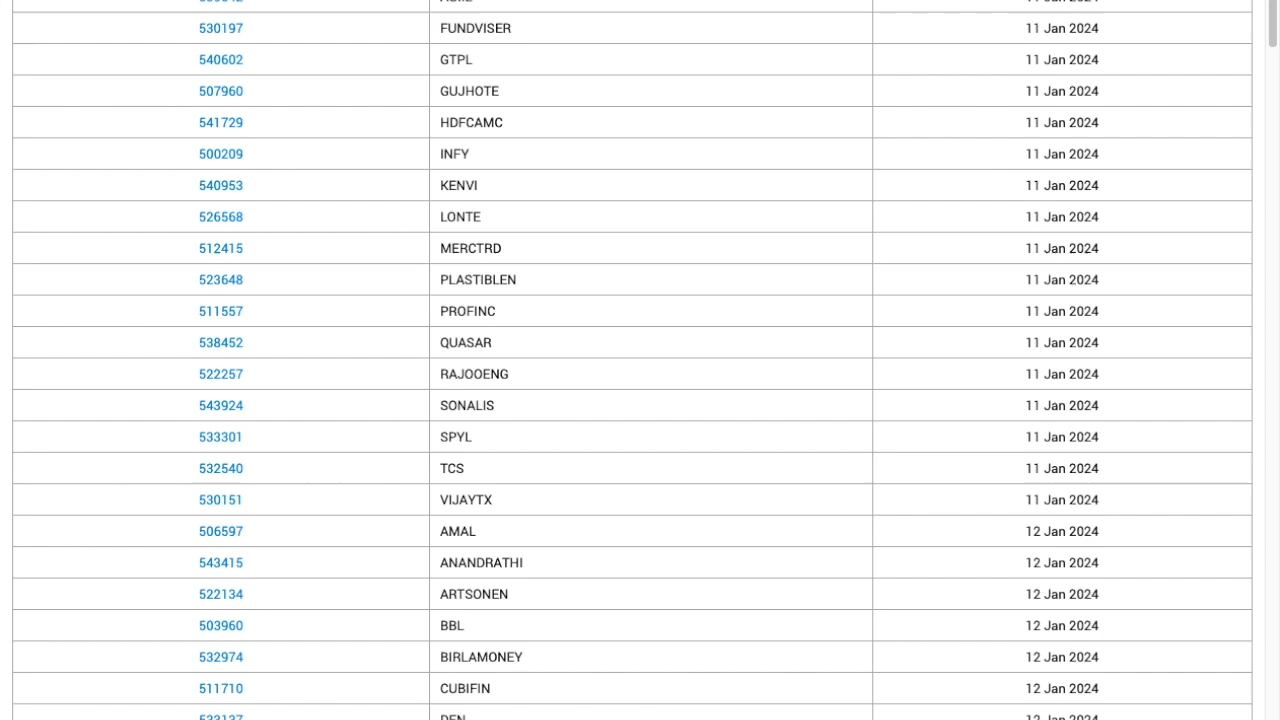 530197 FUNDVISER 11 Jan 2024
540602 GTPL 11 Jan 2024
507960 GUJHOTE 11 Jan 2024
541729 HDFCAMC 11 Jan 2024
500209 INFY 11 Jan 2024
540953 KENVI 11 Jan 2024
526568 LONTE 11 Jan 2024
512415 MERCTRD 11 Jan 2024
523648 PLASTIBLEN 11 Jan 2024
511557 PROFINC 11 Jan 2024
538452 QUASAR 11 Jan 2024
522257 RAJOOENG 11 Jan 2024
543924 SONALIS 11 Jan 2024
533301 SPYL 11 Jan 2024
532540 TCS 11 Jan 2024
530151 VIJAYTX 11 Jan 2024
506597 AMAL 12 Jan 2024
543415 ANANDRATHI 12 Jan 2024
522134 ARTSONEN 12 Jan 2024
503960 BBL 12 Jan 2024
532974 BIRLAMONEY 12 Jan 2024
511710 CUBIFIN 12 Jan 2024
533137 DEN 12 Jan 2024